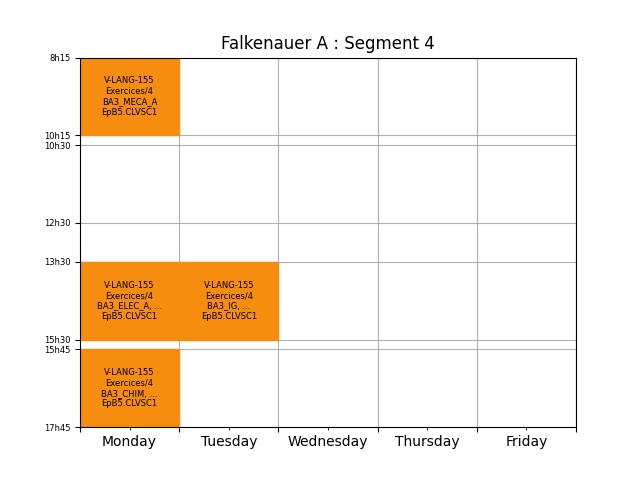 Falkenauer A : Segment 4
8h15
V-LANG-155
Exercices/4
BA3_MECA_A
EpB5.CLVSC1
10h15
10h30
12h30
13h30
V-LANG-155
Exercices/4
BA3_ELEC_A, ...
EpB5.CLVSC1
V-LANG-155
Exercices/4
BA3_IG, ...
EpB5.CLVSC1
15h30
15h45
V-LANG-155
Exercices/4
BA3_CHIM, ...
EpB5.CLVSC1
17h45
Monday Tuesday Wednesday Thursday Friday